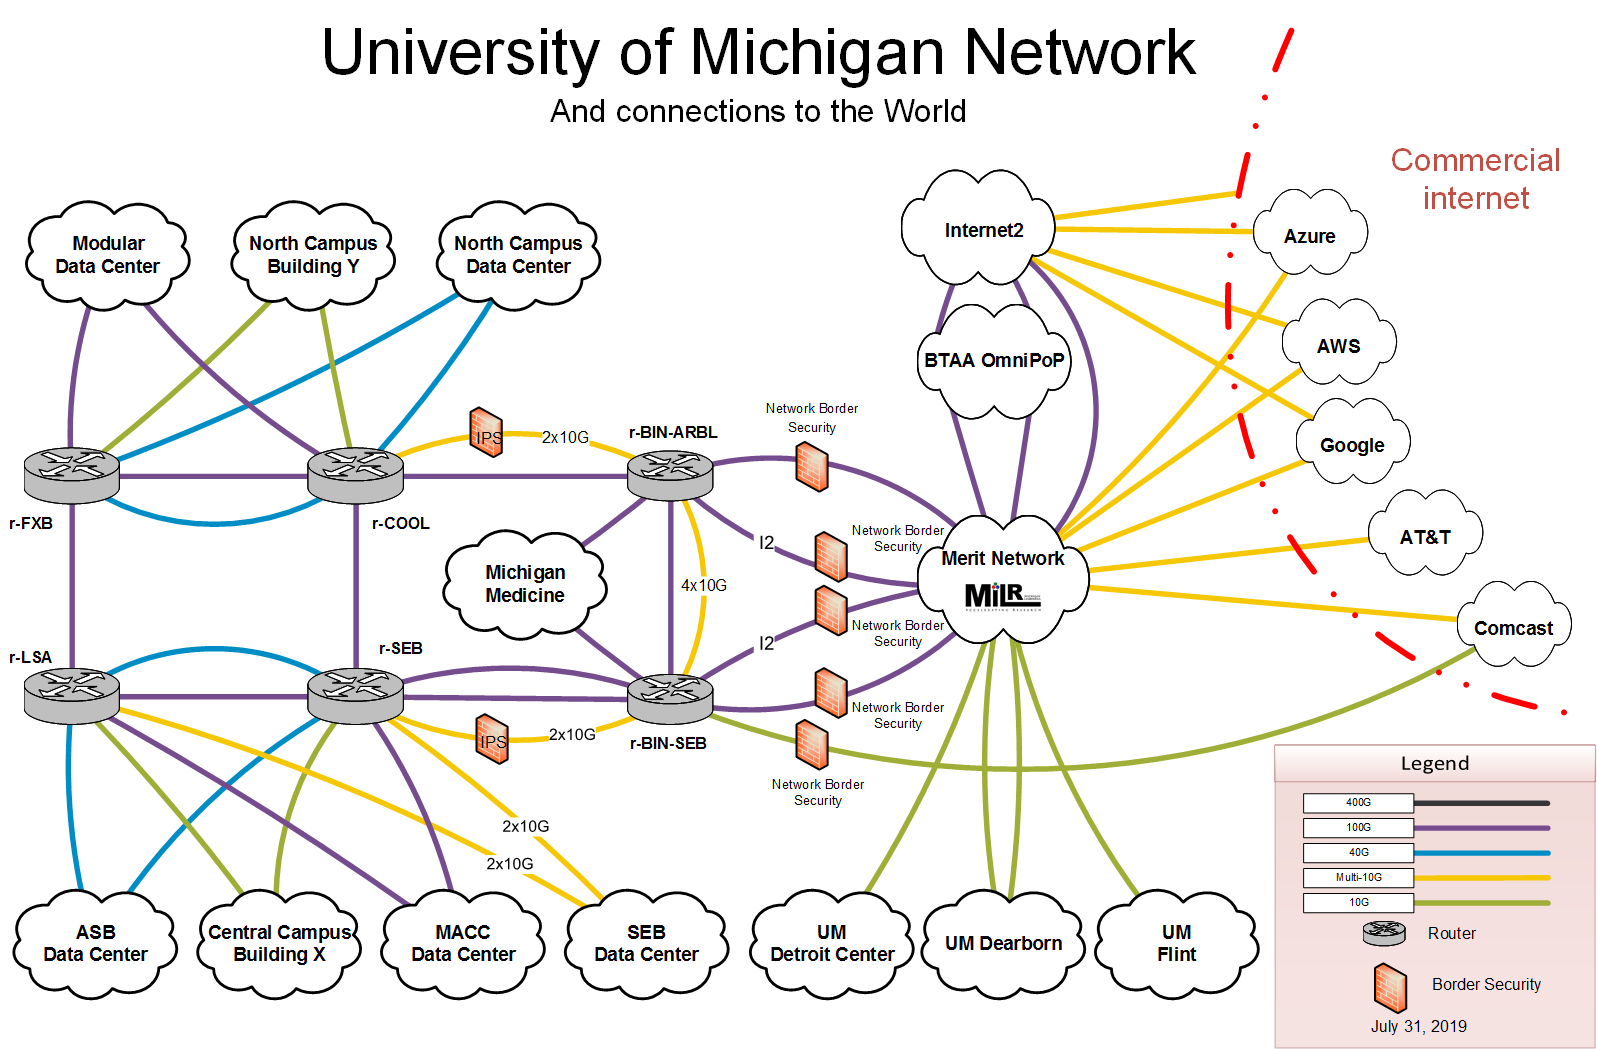 University of Michigan Network
And connections to the World
Commercial
internet
Modular
Data Center
North Campus
Building Y
North Campus
Data Center
Internet2
Azure
BTAA OmniPoP
AWS
Google
AT&T
Comcast
Network Border
Security
r-BIN-ARBL
IPS
2x10G
r-FXB
r-COOL
I2
Network Border
Security
Merit Network
MiLR
Michigan
Medicine
4x10G
Network Border
Security
I2
r-LSA
r-SEB
Network Border
Security
IPS
2x10G
r-BIN-SEB
Network Border
Security
2x10G
2x10G
ASB
Data Center
Central Campus
Building X
MACC
Data Center
SEB
Data Center
UM
Detroit Center
UM Dearborn
UM
Flint
Legend
400G
100G
40G
Multi-10G
10G
Router
Border Security
July 31, 2019